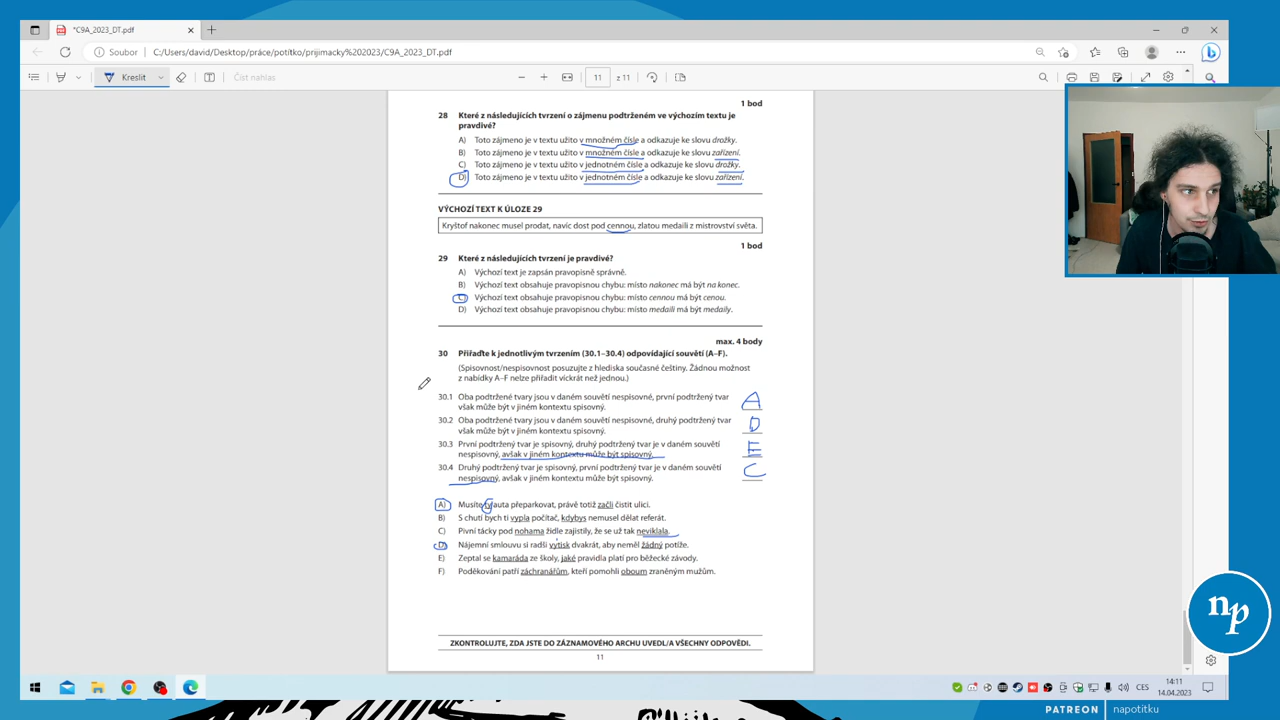 *C9A_2023_DT.pdf
Soubor C:/Users/david/Desktop/práce/potítko/prijimacky%202023/C9A_2023_DT.pdf
Kreslit Číst nahlas 11 z 11
1 bod
28 Které z následujících tvrzení o zájmenu podtrženém ve výchozím textu je
pravdivé?
A) Toto zájmeno je v textu užito v množném čísle a odkazuje ke slovu drožky.
B) Toto zájmeno je v textu užito v množném čísle a odkazuje ke slovu zařízení.
C) Toto zájmeno je v textu užito v jednotném čísle a odkazuje ke slovu drožky.
D) Toto zájmeno je v textu užito v jednotném čísle a odkazuje ke slovu zařízení.
VÝCHOZÍ TEXT K ÚLOZE 29
Kryštof nakonec musel prodat, navíc dost pod cennou, zlatou medaili z mistrovství světa.
1 bod
29 Které z následujících tvrzení je pravdivé?
A) Výchozí text je zapsán pravopisně správně.
B) Výchozí text obsahuje pravopisnou chybu: místo nakonec má být na konec.
C) Výchozí text obsahuje pravopisnou chybu: místo cennou má být cenou.
D) Výchozí text obsahuje pravopisnou chybu: místo medaili má být medaily.
max. 4 body
30 Přiřaďte k jednotlivým tvrzením (30.1–30.4) odpovídající souvětí (A–F).
(Spisovnost/nespisovnost posuzujte z hlediska současné češtiny. Žádnou možnost
z nabídky A–F nelze přiřadit víckrát než jednou.)
30.1 Oba podtržené tvary jsou v daném souvětí nespisovné, první podtržený tvar
však může být v jiném kontextu spisovný. A
30.2 Oba podtržené tvary jsou v daném souvětí nespisovné, druhý podtržený tvar
však může být v jiném kontextu spisovný. D
30.3 První podtržený tvar je spisovný, druhý podtržený tvar je v daném souvětí
nespisovný, avšak v jiném kontextu může být spisovný. E
30.4 Druhý podtržený tvar je spisovný, první podtržený tvar je v daném souvětí
nespisovný, avšak v jiném kontextu může být spisovný. C
A) Musíte ty auta přeparkovat, právě totiž začli čistit ulici.
B) S chutí bych ti vypla počítač, kdybys nemusel dělat referát.
C) Pivní tácky pod nohama židle zajistily, že se už tak neviklala.
D) Nájemní smlouvu si radši vytisk dvakrát, aby neměl žádný potíže.
E) Zeptal se kamaráda ze školy, jaké pravidla platí pro běžecké závody.
F) Poděkování patří záchranářům, kteří pomohli oboum zraněným mužům.
ZKONTROLUJTE, ZDA JSTE DO ZÁZNAMOVÉHO ARCHU UVEDL/A VŠECHNY ODPOVĚDI.
11
np
CES
14:11
14.04.2023
PATREON napotitku